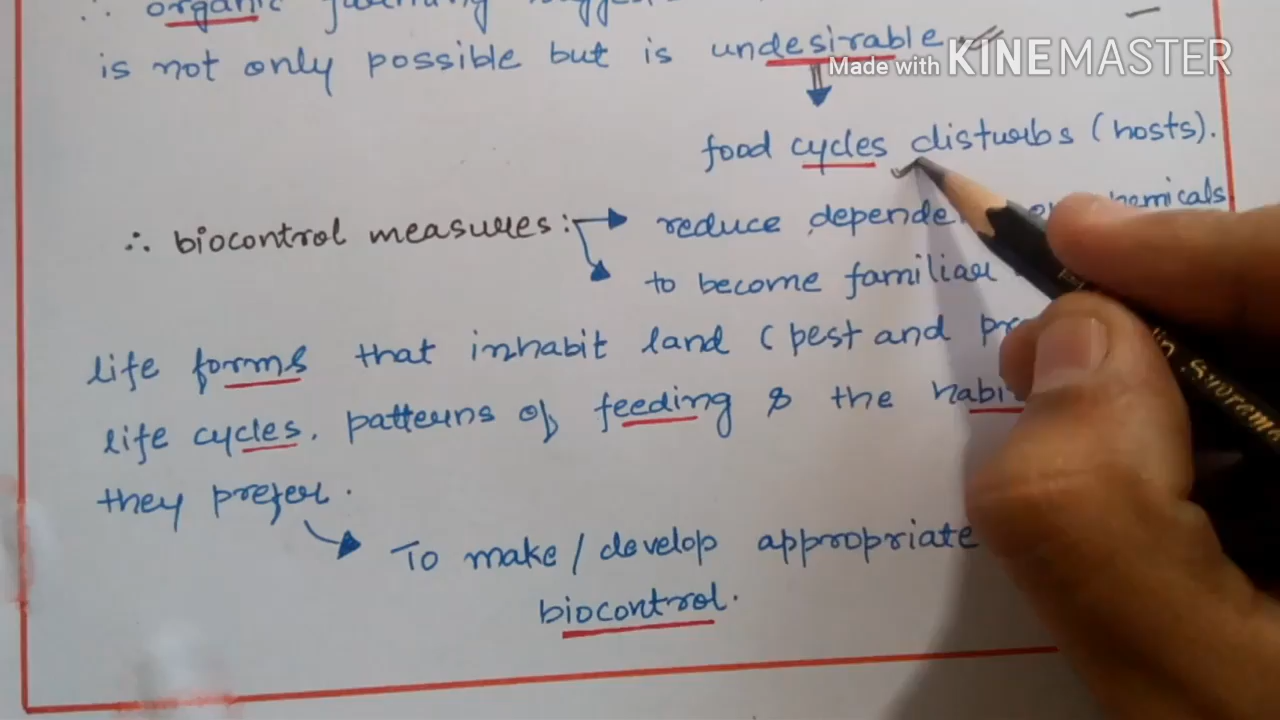 ∴ organic
is not only possible but is undesirable.
Made with KINEMASTER
food cycles disturbs (hosts).
∴ biocontrol measures: reduce
to become familiar
life forms that inhabit land (pest and
life cycles, patterns of feeding & the
they prefer.
To make / develop appropriate
biocontrol.